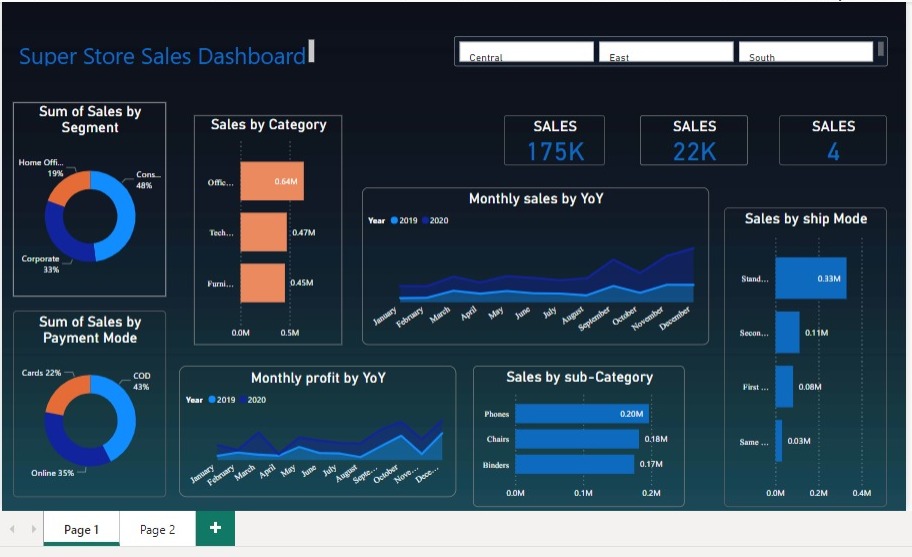 Super Store Sales Dashboard
Central
East
South
Sum of Sales by
Segment
Home Offi...
19%
Cons...
48%
Corporate
33%
Sales by Category
Offic...
0.64M
Tech...
0.47M
Furni...
0.45M
0.0M
0.5M
SALES
175K
SALES
22K
SALES
4
Monthly sales by YoY
Year 2019 2020
January
February
March
April
May
June
July
August
September
October
November
December
Sales by ship Mode
Stand...
0.33M
Secon...
0.11M
First ...
0.08M
Same ...
0.03M
0.0M
0.2M
0.4M
Sum of Sales by
Payment Mode
Cards 22%
COD
43%
Online 35%
Monthly profit by YoY
Year 2019 2020
January
February
March
April
May
June
July
August
Septe...
October
Nove...
Dece...
Sales by sub-Category
Phones
0.20M
Chairs
0.18M
Binders
0.17M
0.0M
0.1M
0.2M
Page 1
Page 2
+